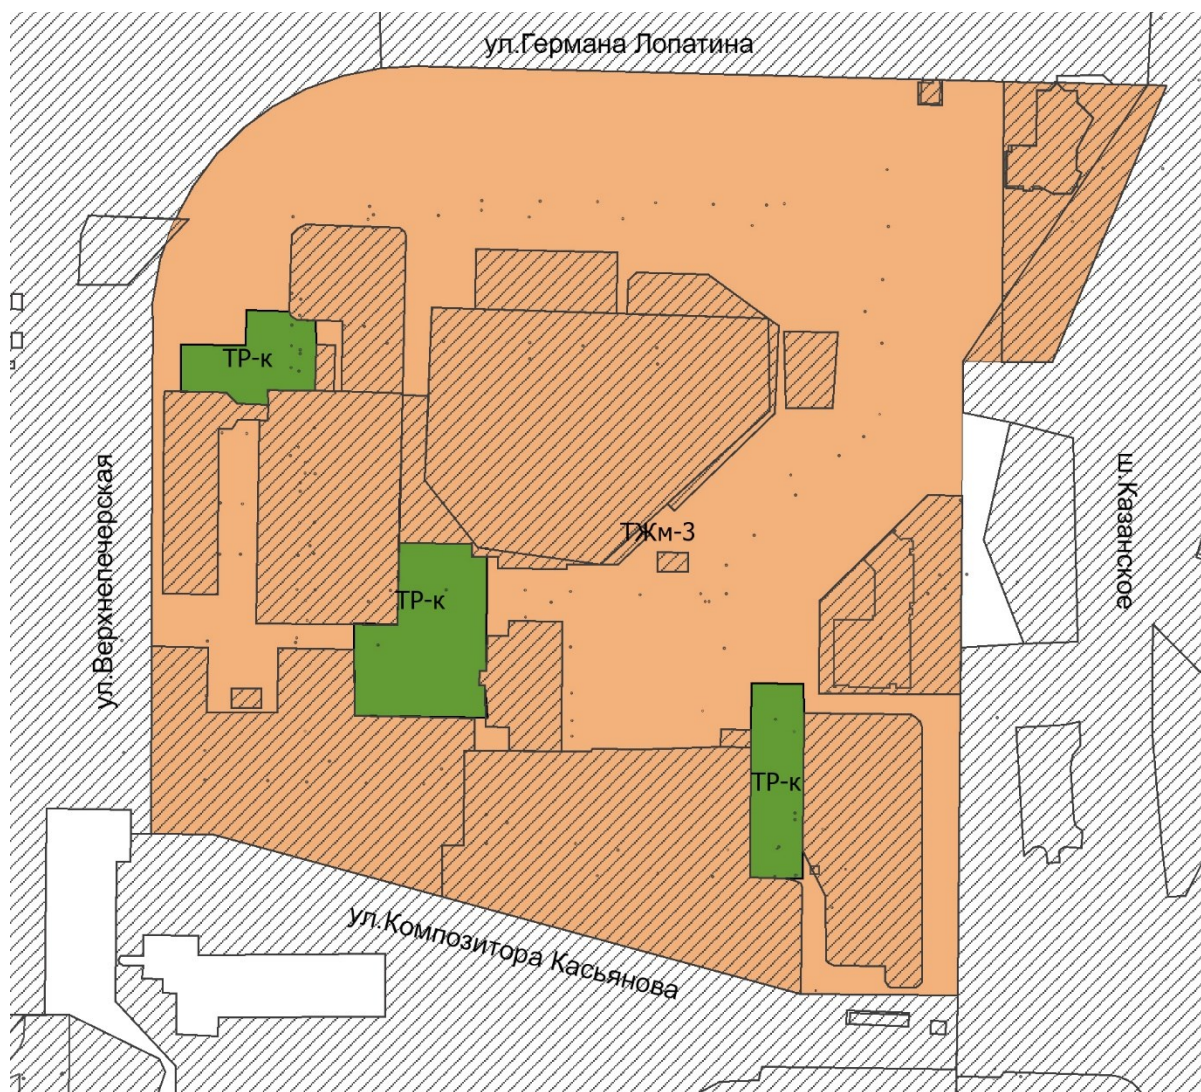 ул.Германа Лопатина
ТР-к
ул.Верхнепечерская
ш.Казанское
ТЖм-3
ТР-к
ТР-к
ул.Композитора Касьянова